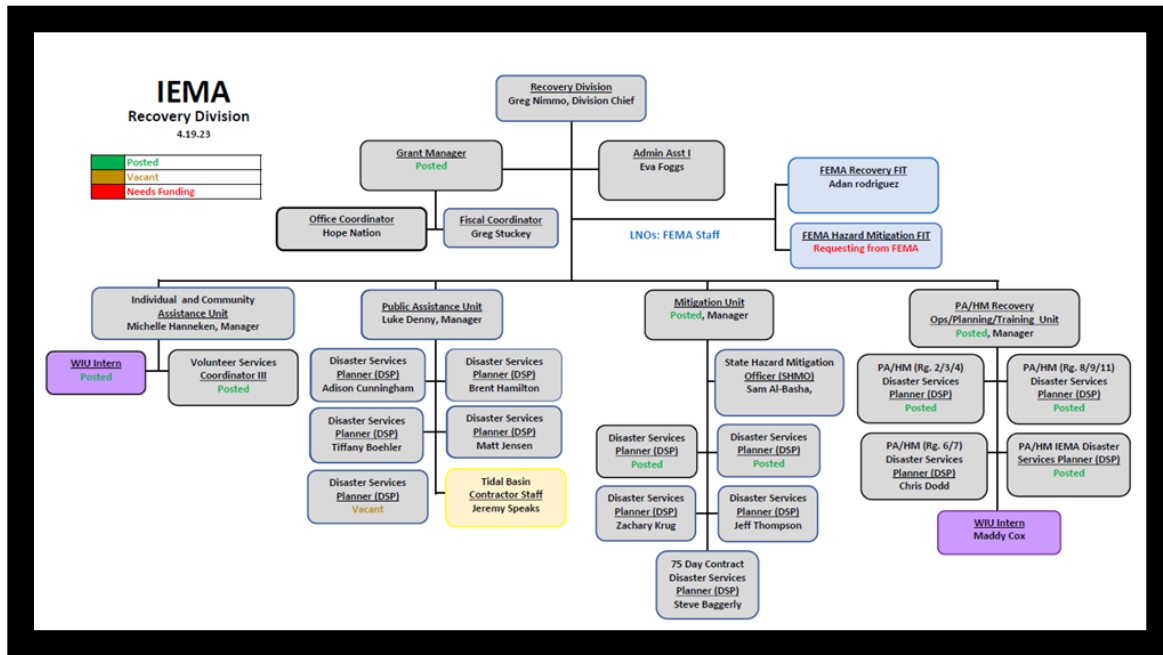 IEMA
Recovery Division
4.19.23
Posted
Vacant
Needs Funding
Recovery Division
Greg Nimmo, Division Chief
Grant Manager
Posted
Admin Asst I
Eva Foggs
Office Coordinator
Hope Nation
Fiscal Coordinator
Greg Stuckey
LNOs: FEMA Staff
FEMA Recovery FIT
Adan rodriguez
FEMA Hazard Mitigation FIT
Requesting from FEMA
Individual and Community
Assistance Unit
Michelle Hanneken, Manager
WIU Intern
Posted
Volunteer Services
Coordinator III
Posted
Public Assistance Unit
Luke Denny, Manager
Disaster Services
Planner (DSP)
Adison Cunningham
Disaster Services
Planner (DSP)
Brent Hamilton
Disaster Services
Planner (DSP)
Tiffany Boehler
Disaster Services
Planner (DSP)
Matt Jensen
Disaster Services
Planner (DSP)
Vacant
Tidal Basin
Contractor Staff
Jeremy Speaks
Mitigation Unit
Posted, Manager
State Hazard Mitigation
Officer (SHMO)
Sam Al-Basha,
Disaster Services
Planner (DSP)
Posted
Disaster Services
Planner (DSP)
Posted
Disaster Services
Planner (DSP)
Zachary Krug
Disaster Services
Planner (DSP)
Jeff Thompson
75 Day Contract
Disaster Services
Planner (DSP)
Steve Baggerly
PA/HM Recovery
Ops/Planning/Training Unit
Posted, Manager
PA/HM (Rg. 2/3/4)
Disaster Services
Planner (DSP)
Posted
PA/HM (Rg. 8/9/11)
Disaster Services
Planner (DSP)
Posted
PA/HM (Rg. 6/7)
Disaster Services
Planner (DSP)
Chris Dodd
PA/HM IEMA Disaster
Services Planner (DSP)
Posted
WIU Intern
Maddy Cox